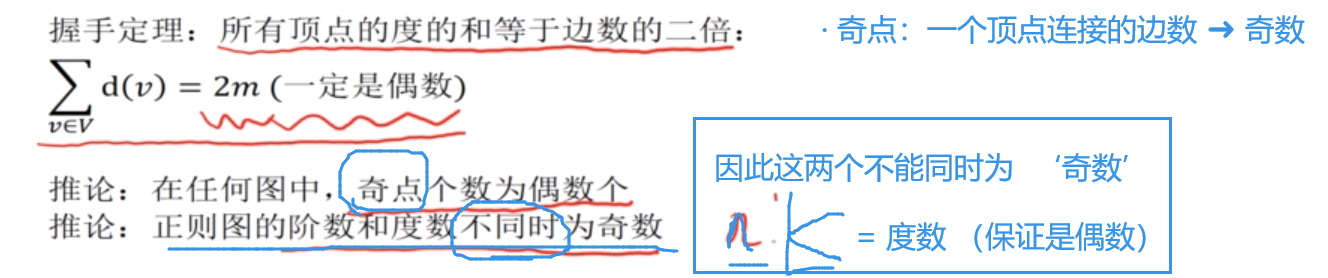 握手定理：所有顶点的度的和等于边数的二倍：
· 奇点：一个顶点连接的边数 → 奇数
∑ d(v) = 2m (一定是偶数)
v∈V
推论：在任何图中，奇点个数为偶数个
推论：正则图的阶数和度数不同时为奇数
因此这两个不能同时为 ‘奇数’
n · K = 度数 （保证是偶数）